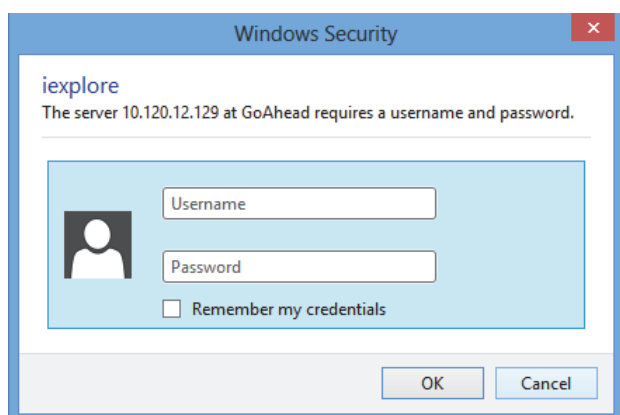 Windows Security
iexplore
The server 10.120.12.129 at GoAhead requires a username and password.
Username
Password
Remember my credentials
OK Cancel